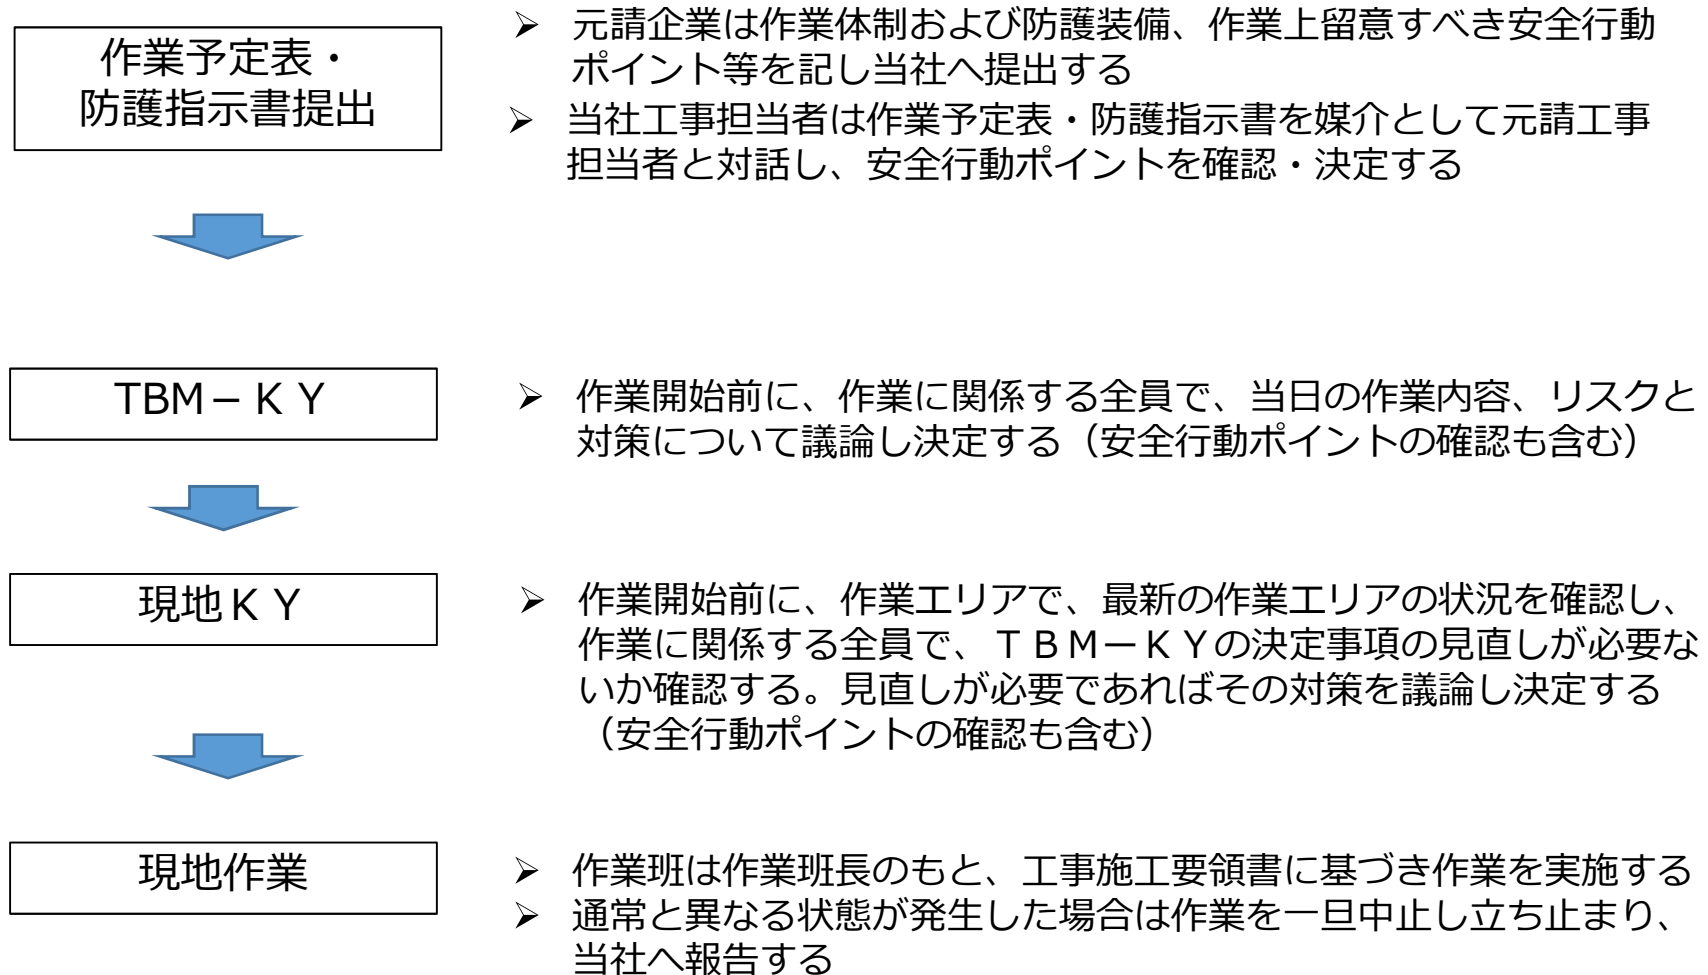 作業予定表・
防護指示書提出
➢ 元請企業は作業体制および防護装備、作業上留意すべき安全行動
ポイント等を記し当社へ提出する
➢ 当社工事担当者は作業予定表・防護指示書を媒介として元請工事
担当者と対話し、安全行動ポイントを確認・決定する
TBM－ＫＹ
➢ 作業開始前に、作業に関係する全員で、当日の作業内容、リスクと
対策について議論し決定する（安全行動ポイントの確認も含む）
現地ＫＹ
➢ 作業開始前に、作業エリアで、最新の作業エリアの状況を確認し、
作業に関係する全員で、ＴＢＭーＫＹの決定事項の見直しが必要な
いか確認する。見直しが必要であればその対策を議論し決定する
（安全行動ポイントの確認も含む）
現地作業
➢ 作業班は作業班長のもと、工事施工要領書に基づき作業を実施する
➢ 通常と異なる状態が発生した場合は作業を一旦中止し立ち止まり、
当社へ報告する